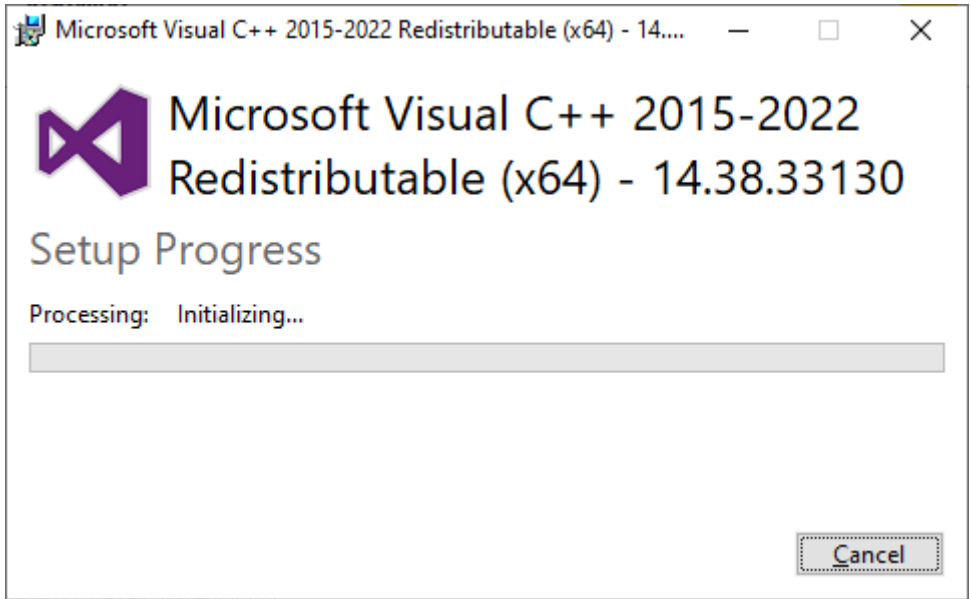 Microsoft Visual C++ 2015-2022 Redistributable (x64) - 14....
Microsoft Visual C++ 2015-2022
Redistributable (x64) - 14.38.33130
Setup Progress
Processing: Initializing...
Cancel